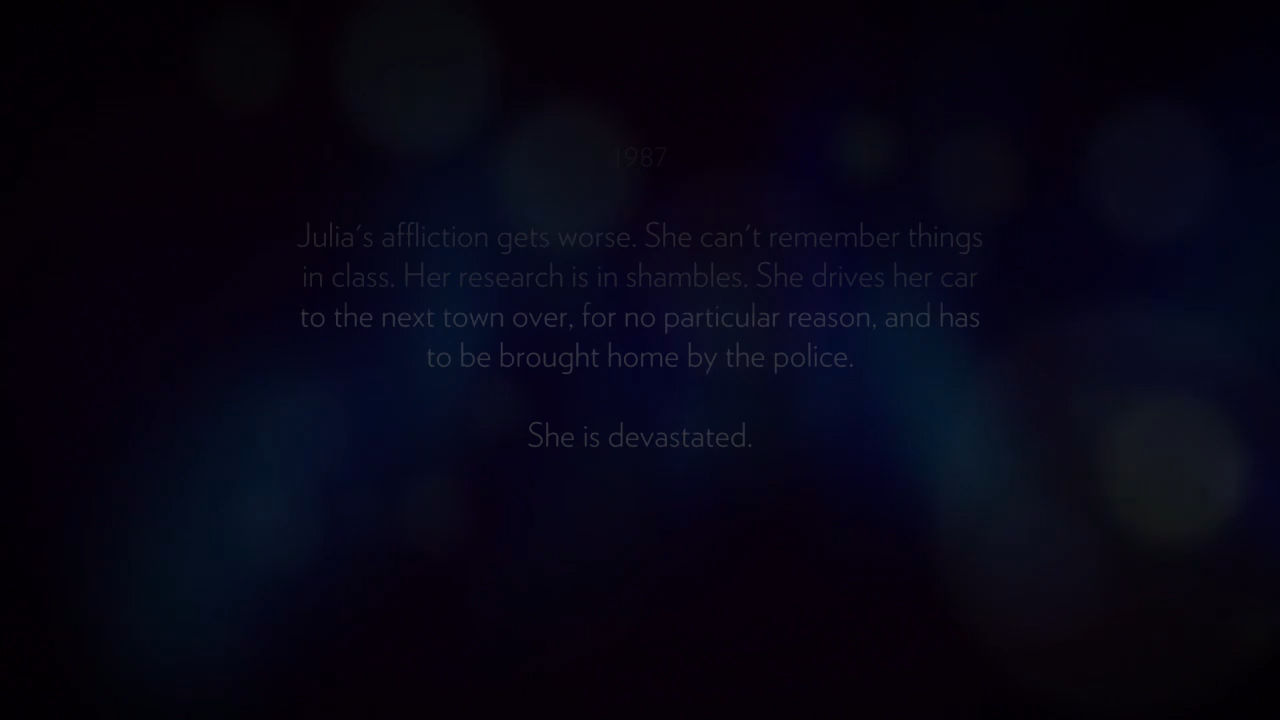 1987
Julia's affliction gets worse. She can't remember things
in class. Her research is in shambles. She drives her car
to the next town over, for no particular reason, and has
to be brought home by the police.
She is devastated.